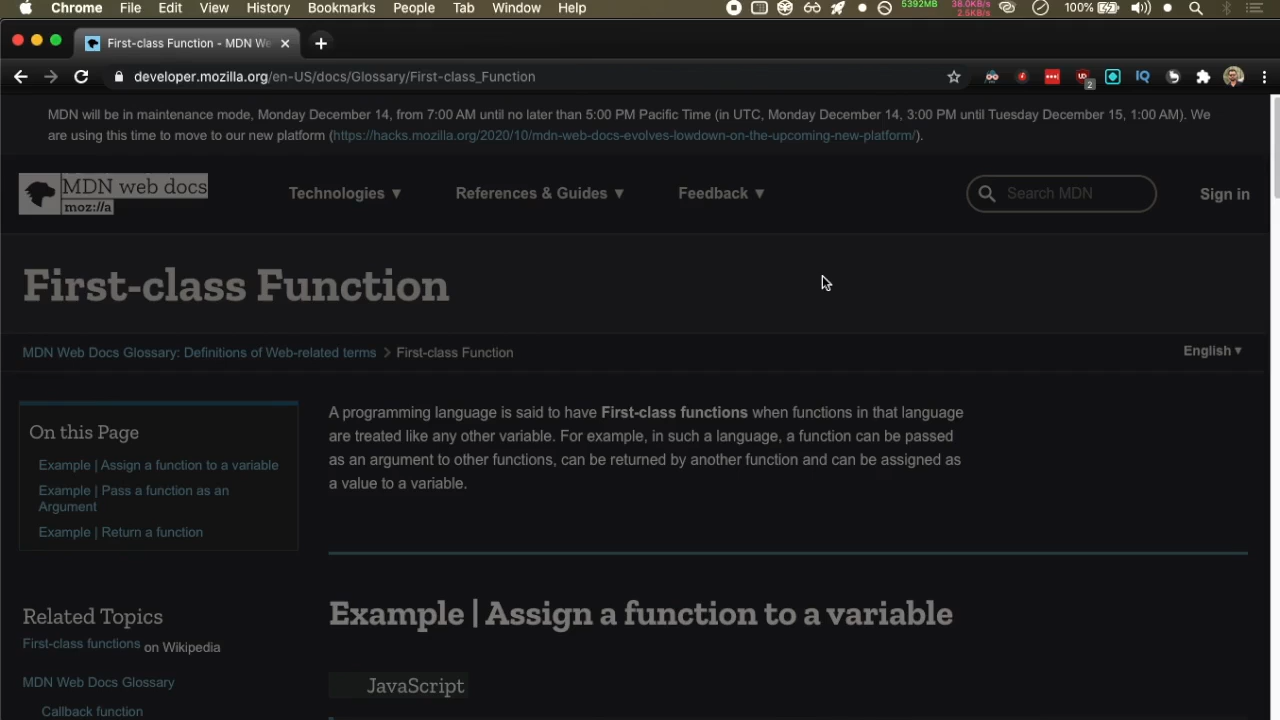 Chrome File Edit View History Bookmarks People Tab Window Help 5392MB 38.0KB/s 2.5KB/s 100%
First-class Function - MDN We
developer.mozilla.org/en-US/docs/Glossary/First-class_Function
IQ
2
MDN will be in maintenance mode, Monday December 14, from 7:00 AM until no later than 5:00 PM Pacific Time (in UTC, Monday December 14, 3:00 PM until Tuesday December 15, 1:00 AM). We
are using this time to move to our new platform (https://hacks.mozilla.org/2020/10/mdn-web-docs-evolves-lowdown-on-the-upcoming-new-platform/).
MDN web docs
moz://a
Technologies ▼ References & Guides ▼ Feedback ▼ Search MDN Sign in
First-class Function
MDN Web Docs Glossary: Definitions of Web-related terms > First-class Function English ▼
On this Page
Example | Assign a function to a variable
Example | Pass a function as an
Argument
Example | Return a function
Related Topics
First-class functions on Wikipedia
MDN Web Docs Glossary
Callback function
A programming language is said to have First-class functions when functions in that language
are treated like any other variable. For example, in such a language, a function can be passed
as an argument to other functions, can be returned by another function and can be assigned as
a value to a variable.
Example | Assign a function to a variable
JavaScript